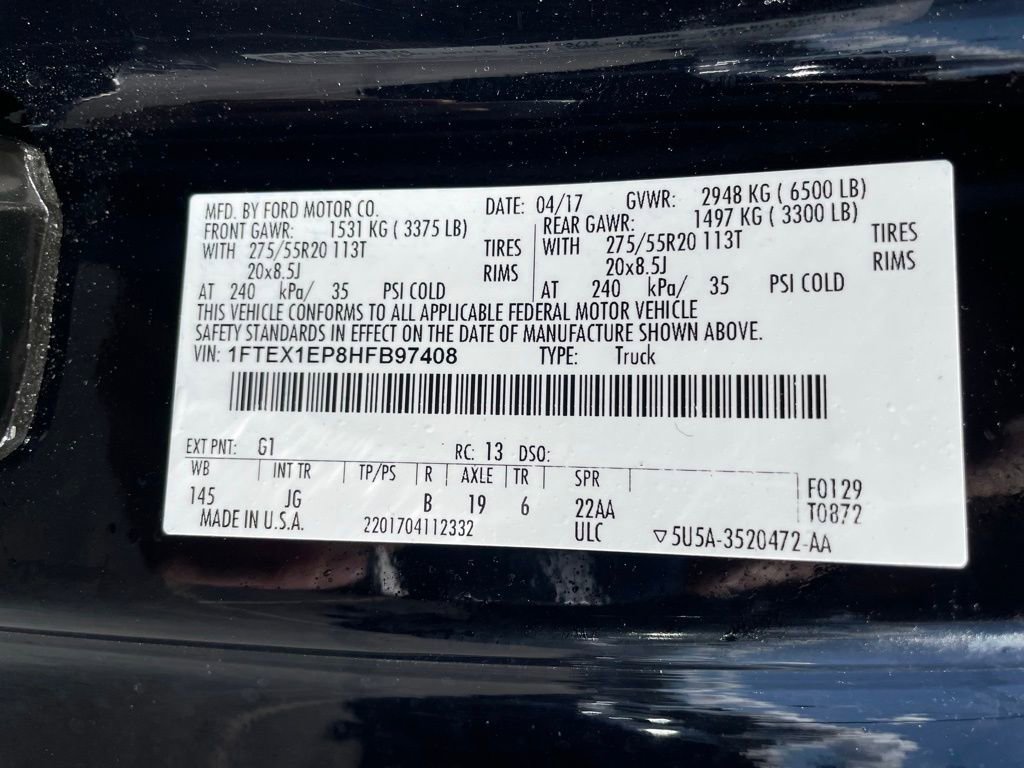 MFD. BY FORD MOTOR CO. DATE: 04/17 GVWR: 2948 KG ( 6500 LB)
FRONT GAWR: 1531 KG ( 3375 LB) REAR GAWR: 1497 KG ( 3300 LB)
WITH 275/55R20 113T TIRES WITH 275/55R20 113T TIRES
20x8.5J RIMS 20x8.5J RIMS
AT 240 kPa/ 35 PSI COLD AT 240 kPa/ 35 PSI COLD
THIS VEHICLE CONFORMS TO ALL APPLICABLE FEDERAL MOTOR VEHICLE
SAFETY STANDARDS IN EFFECT ON THE DATE OF MANUFACTURE SHOWN ABOVE.
VIN: 1FTEX1EP8HFB97408 TYPE: Truck
EXT PNT: G1 RC: 13 DSO:
WB INT TR TP/PS R AXLE TR SPR F0129
145 JG B 19 6 22AA T0872
MADE IN U.S.A. 2201704112332 ULC ▽5U5A-3520472-AA